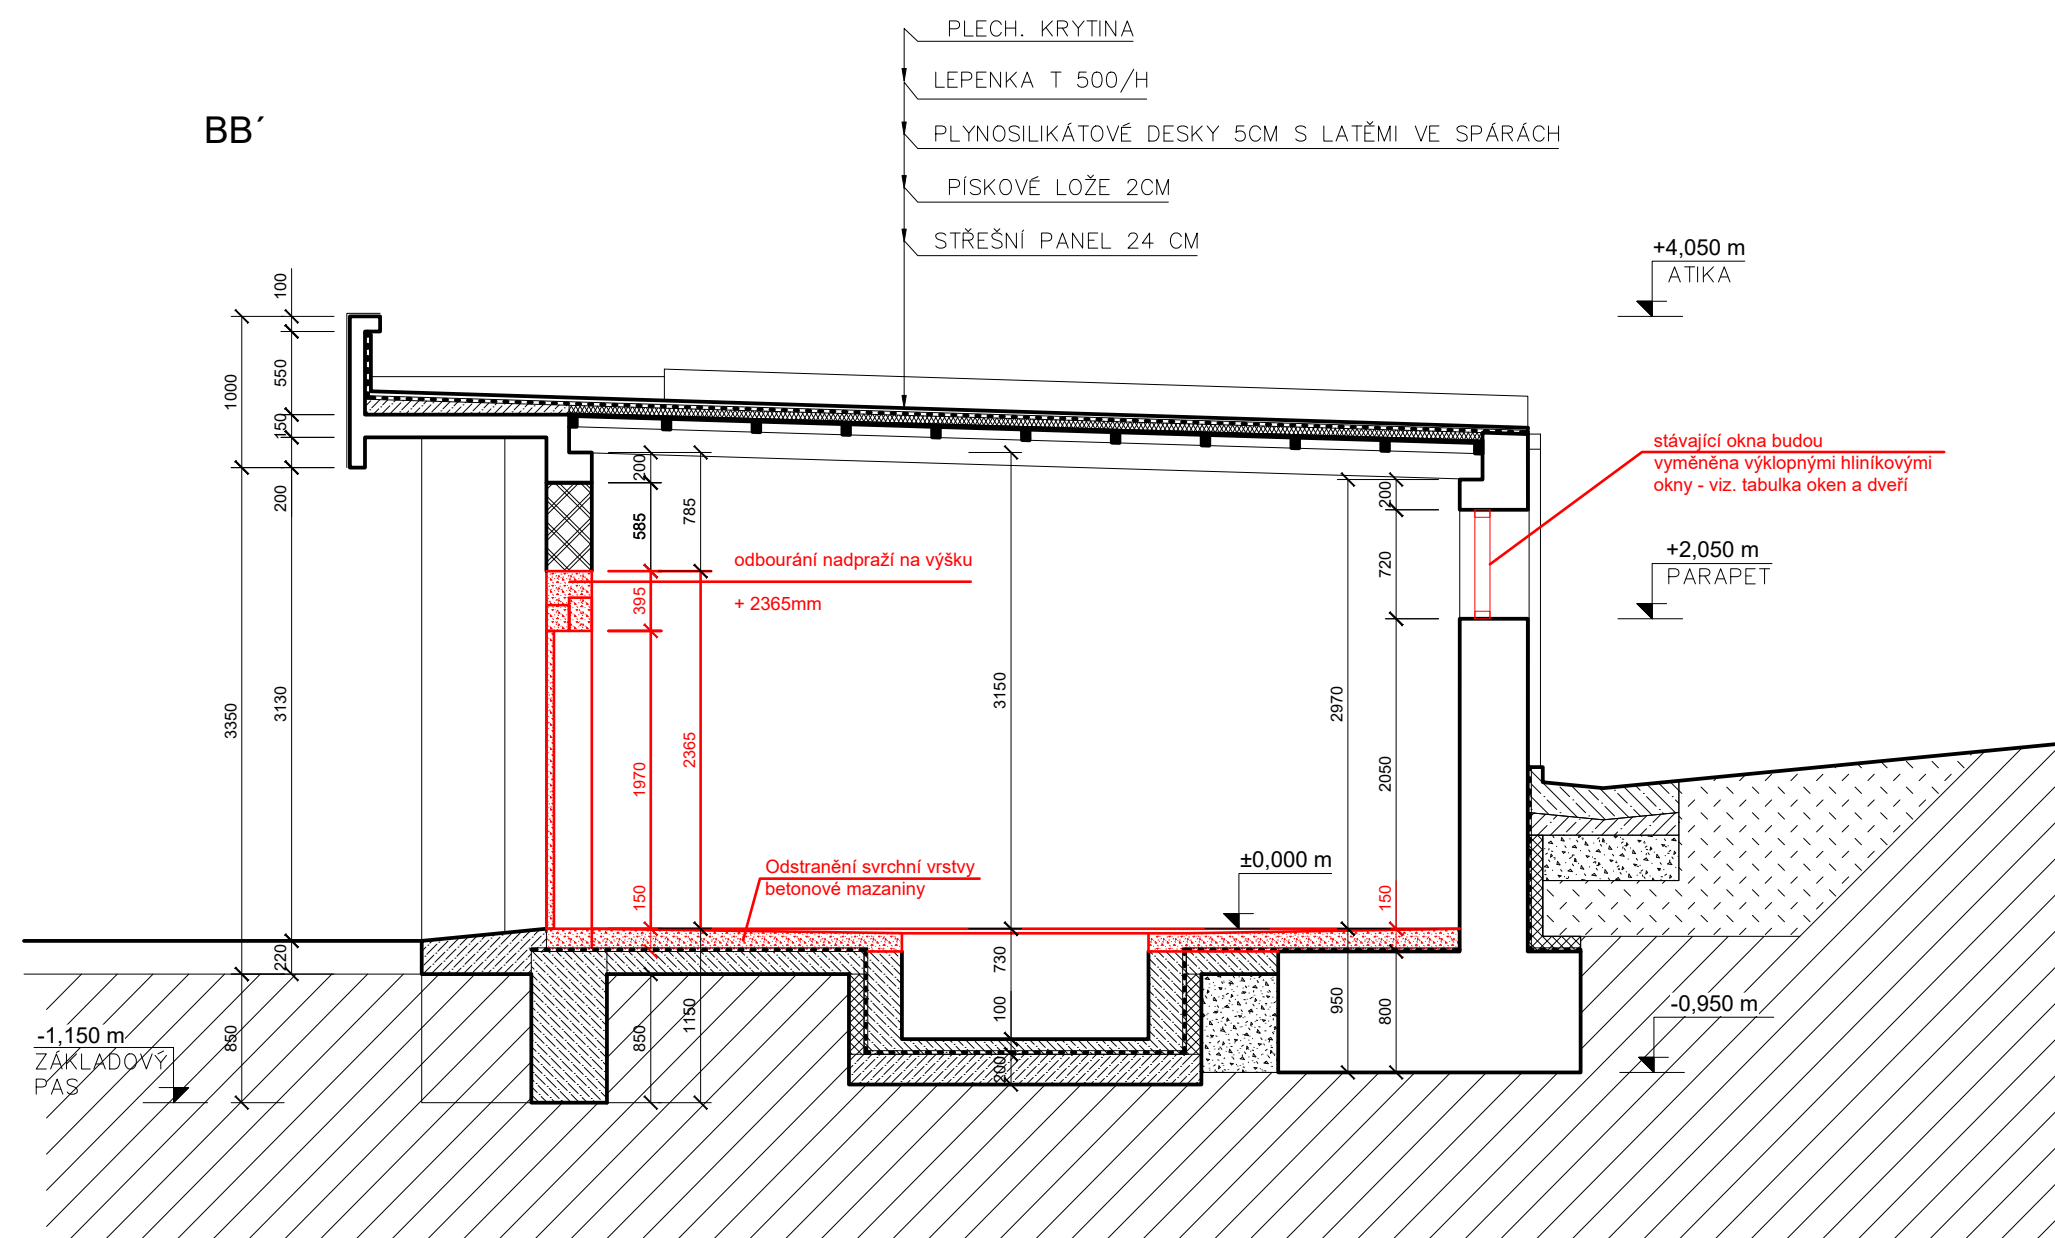 PLECH. KRYTINA
LEPENKA T 500/H
BB´
PLYNOSILIKÁTOVÉ DESKY 5CM S LATĚMI VE SPÁRÁCH
PÍSKOVÉ LOŽE 2CM
STŘEŠNÍ PANEL 24 CM
+4,050 m
ATIKA
100
550
1000
150
200
3130
3350
220
850
200
585
785
395
1970
2365
150
850
1150
odbourání nadpraží na výšku
+ 2365mm
3150
730
100
200
2970
950
200
720
2050
150
800
stávající okna budou
vyměněna výklopnými hliníkovými
okny - viz. tabulka oken a dveří
+2,050 m
PARAPET
Odstranění svrchní vrstvy
betonové mazaniny
±0,000 m
-0,950 m
-1,150 m
ZÁKLADOVÝ
PAS